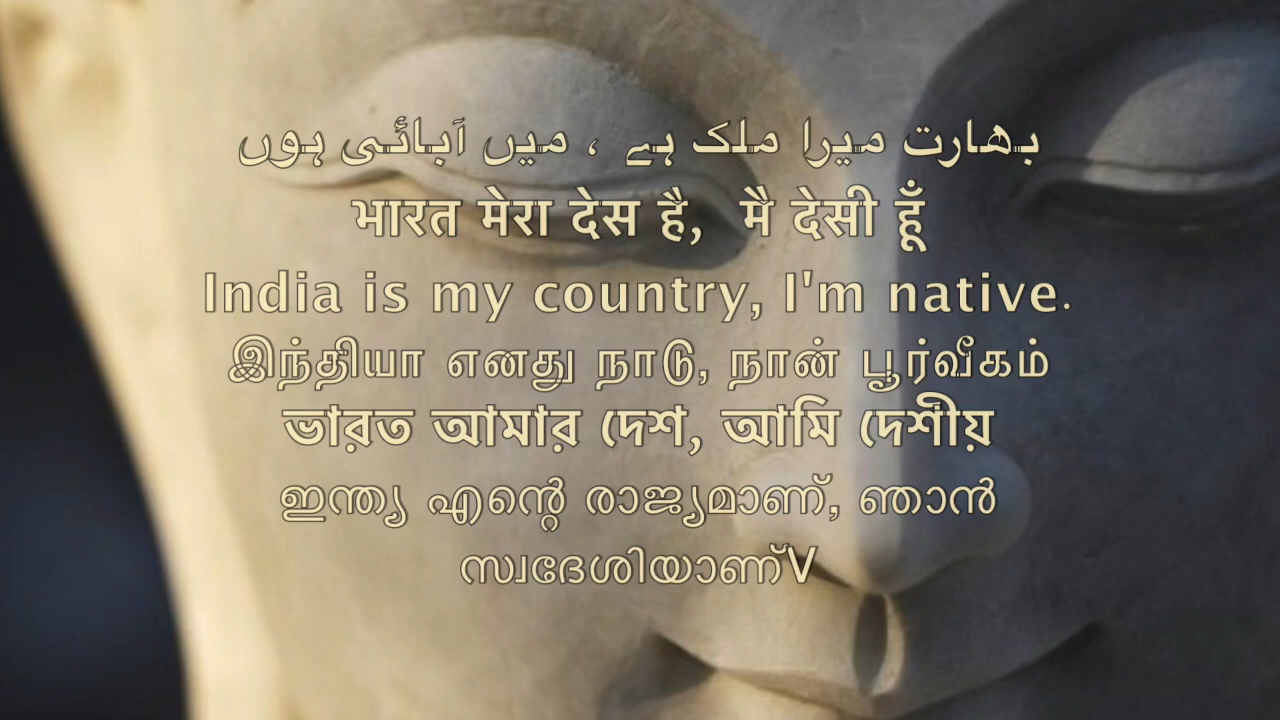 بھارت میرا ملک ہے ، میں آبائی ہوں
भारत मेरा देस है, मै देसी हूँ
India is my country, I'm native.
இந்தியா எனது நாடு, நான் பூர்வீகம்
ভারত আমার দেশ, আমি দেশীয়
ഇന്ത്യ എന്റെ രാജ്യമാണ്, ഞാൻ
സ്വദേശിയാണ്V